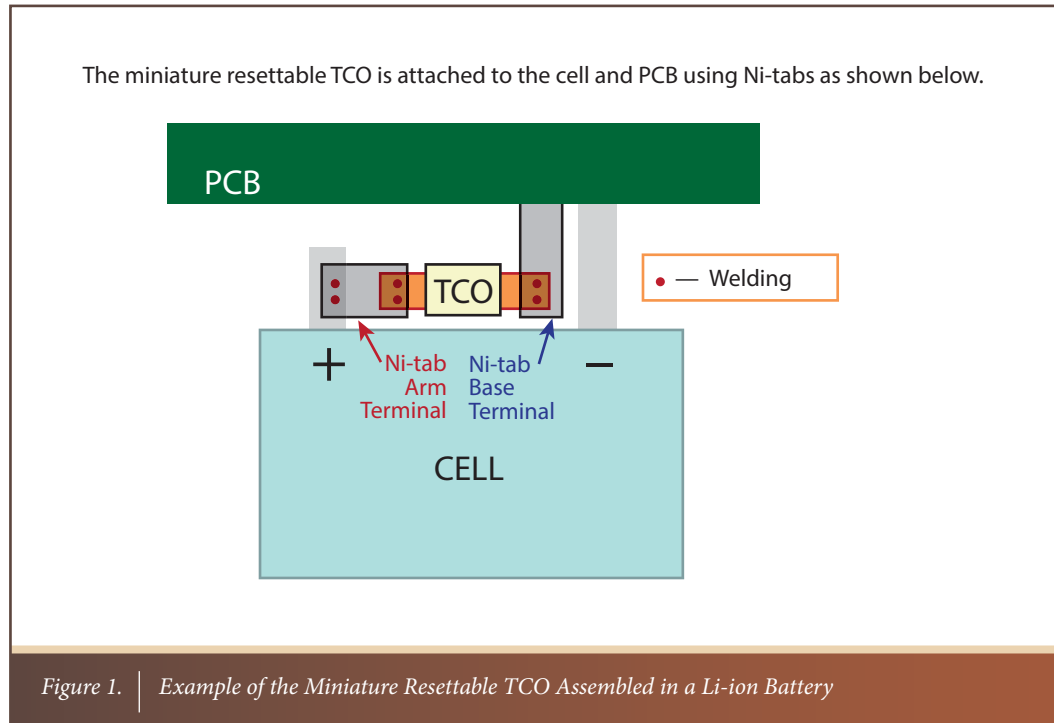 The miniature resettable TCO is attached to the cell and PCB using Ni-tabs as shown below.
PCB
TCO
• — Welding
+
Ni-tab
Arm
Terminal
Ni-tab
Base
Terminal
–
CELL
Figure 1. | Example of the Miniature Resettable TCO Assembled in a Li-ion Battery